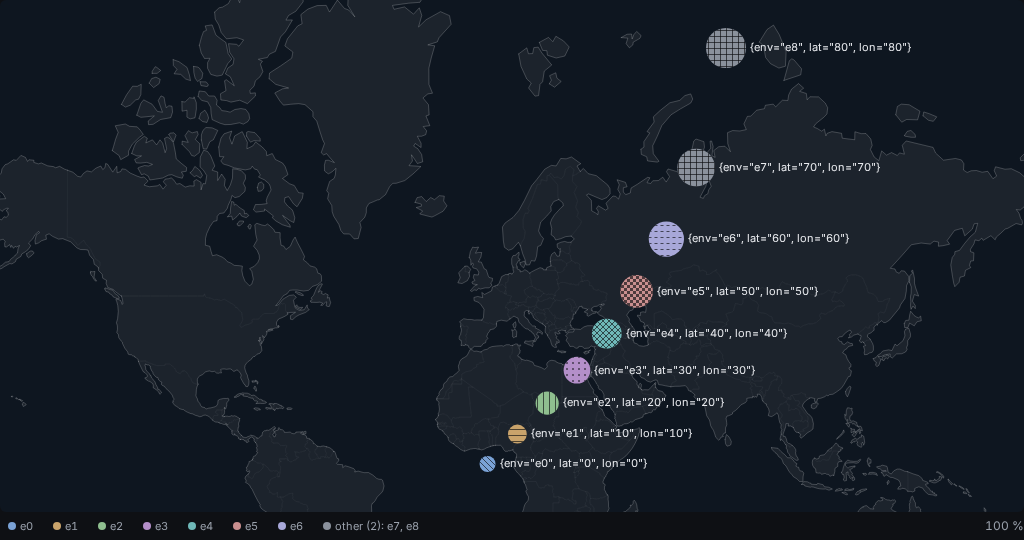 {env="e8", lat="80", lon="80"}
{env="e7", lat="70", lon="70"}
{env="e6", lat="60", lon="60"}
{env="e5", lat="50", lon="50"}
{env="e4", lat="40", lon="40"}
{env="e3", lat="30", lon="30"}
{env="e2", lat="20", lon="20"}
{env="e1", lat="10", lon="10"}
{env="e0", lat="0", lon="0"}
e0 e1 e2 e3 e4 e5 e6 other (2): e7, e8 100 %